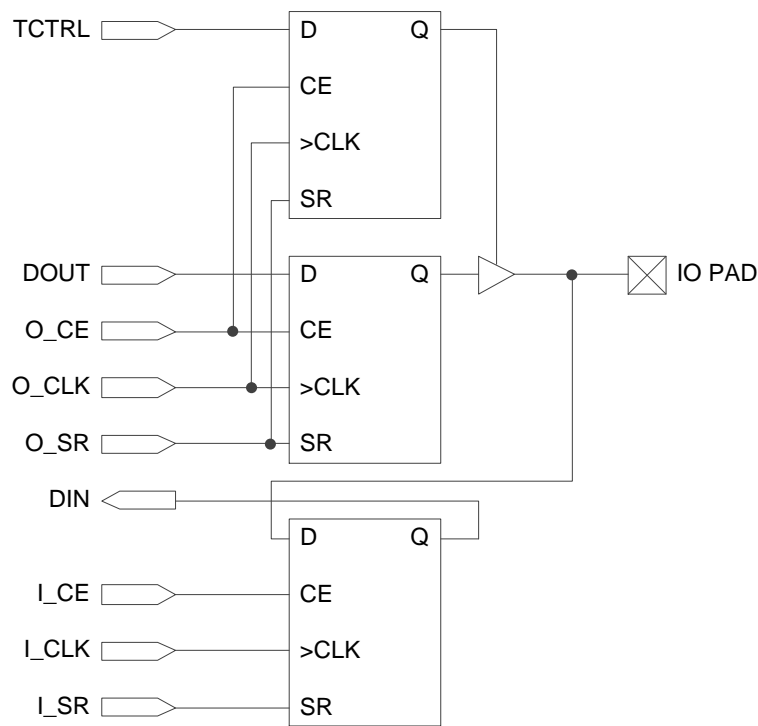 TCTRL D Q
CE
>CLK
SR
DOUT D Q IO PAD
O_CE CE
O_CLK >CLK
O_SR SR
DIN
D Q
I_CE CE
I_CLK >CLK
I_SR SR